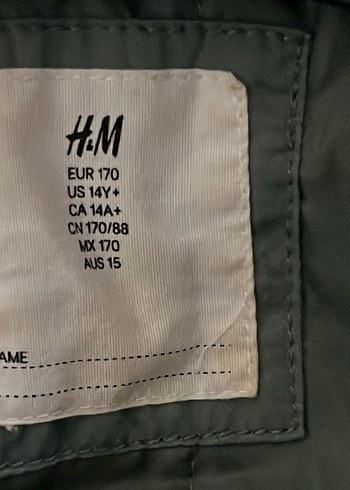 H&M
EUR 170
US 14Y+
CA 14A+
CN 170/88
MX 170
AUS 15
AME